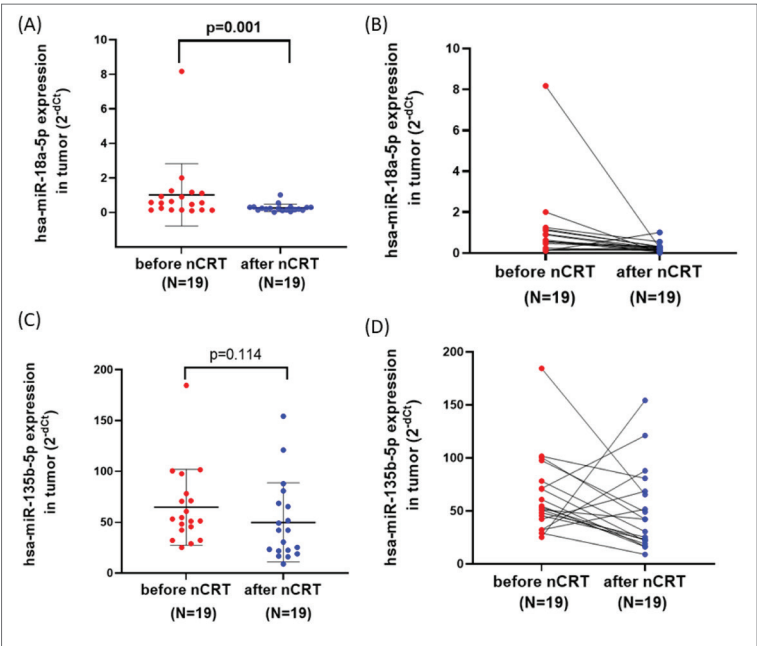 (A)
p=0.001
hsa-miR-18a-5p expression
in tumor (2^-dCt)
10
8
6
4
2
0
before nCRT
after nCRT
(N=19)
(N=19)
(B)
hsa-miR-18a-5p expression
in tumor (2^-dCt)
10
8
6
4
2
0
before nCRT
after nCRT
(N=19)
(N=19)
(C)
p=0.114
hsa-miR-135b-5p expression
in tumor (2^-dCt)
200
150
100
50
0
before nCRT
after nCRT
(N=19)
(N=19)
(D)
hsa-miR-135b-5p expression
in tumor (2^-dCt)
200
150
100
50
0
before nCRT
after nCRT
(N=19)
(N=19)